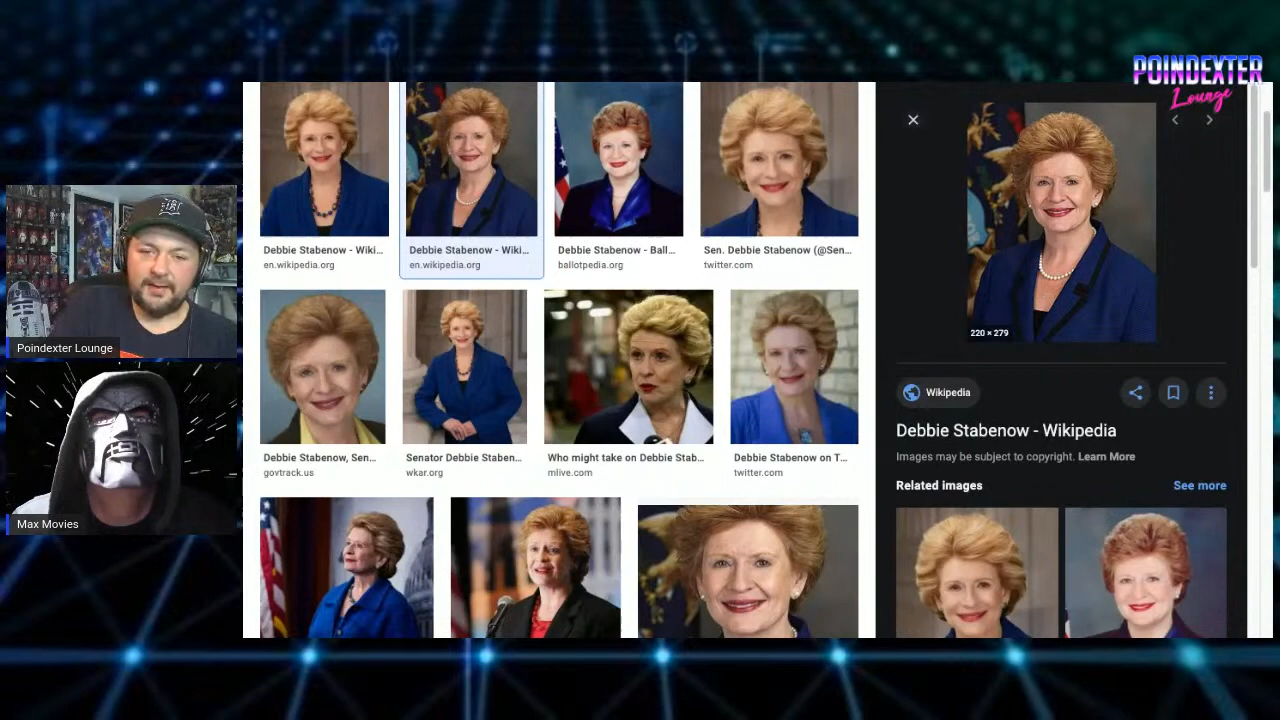 POINDEXTER
Lounge
Debbie Stabenow - Wiki...
en.wikipedia.org
Debbie Stabenow - Wiki...
en.wikipedia.org
Debbie Stabenow - Ball...
ballotpedia.org
Sen. Debbie Stabenow (@Sen...
twitter.com
220 × 279
Poindexter Lounge
Wikipedia
Debbie Stabenow - Wikipedia
Images may be subject to copyright. Learn More
Debbie Stabenow, Sen...
govtrack.us
Senator Debbie Staben...
wkar.org
Who might take on Debbie Stab...
mlive.com
Debbie Stabenow on T...
twitter.com
Related images
See more
Max Movies